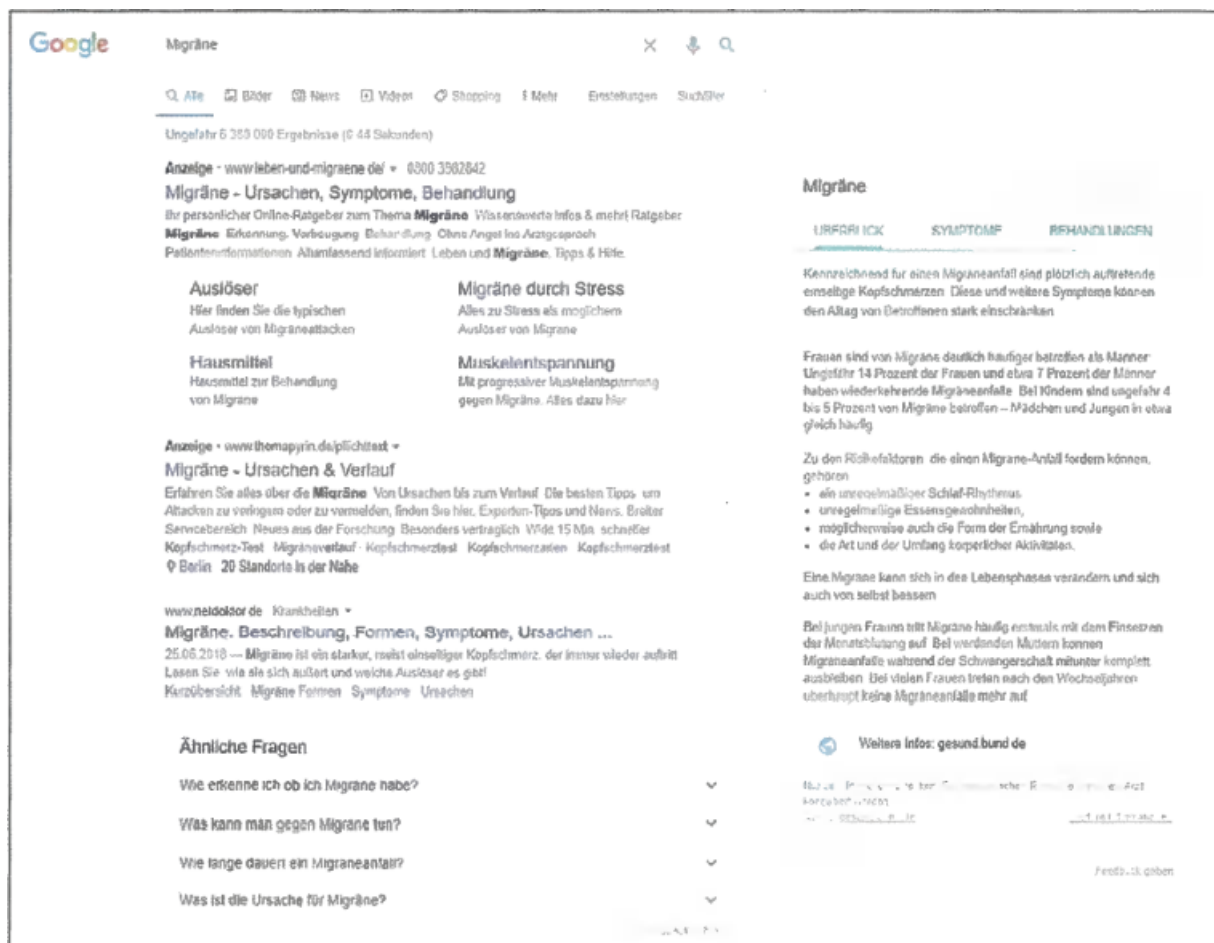 Google
Migräne
Alle Bilder News Videos Shopping Mehr Einstellungen Suchfilter
Ungefähr 6 000 Ergebnisse (0 44 Sekunden)
Anzeige · www.leben-und-migraene.de/ 0800 3982842
Migräne - Ursachen, Symptome, Behandlung
Ihr persönlicher Online-Ratgeber zum Thema Migräne Wissenswerte Infos & mehr! Ratgeber
Migräne Erkennung. Vorbeugung Behandlung Ohne Angst ins Arztgespräch
Patienteninformationen Allumfassend informiert Leben und Migräne, Tipps & Hilfe.
Auslöser
Hier finden Sie die typischen
Auslöser von Migräneattacken
Migräne durch Stress
Alles zu Stress als möglichem
Auslöser von Migräne
Hausmittel
Hausmittel zur Behandlung
von Migräne
Muskelentspannung
Mit progressiver Muskelentspannung
gegen Migräne. Alles dazu hier
Anzeige · www.thomapyrin.de/pflichttext
Migräne - Ursachen & Verlauf
Erfahren Sie alles über die Migräne Von Ursachen bis zum Verlauf Die besten Tipps um
Attacken zu verringern oder zu vermeiden, finden Sie hier. Experten-Tipps und News. Breiter
Servicebereich Neues aus der Forschung Besonders verträglich Wirkt 15 Min. schneller
Kopfschmerz-Test Migräneverlauf · Kopfschmerztest Kopfschmerzarten Kopfschmerztest
Berlin 20 Standorte in der Nähe
www.netdoktor.de Krankheiten
Migräne. Beschreibung, Formen, Symptome, Ursachen ...
25.06.2018 — Migräne ist ein starker, meist einseitiger Kopfschmerz. der immer wieder auftritt
Lesen Sie wie sie sich äußert und welche Auslöser es gibt!
Kurzübersicht Migräne Formen Symptome Ursachen
Ähnliche Fragen
Wie erkenne ich ob ich Migräne habe?
Was kann man gegen Migräne tun?
Wie lange dauert ein Migräneanfall?
Was ist die Ursache für Migräne?
Migräne
ÜBERBLICK SYMPTOME BEHANDLUNGEN
Kennzeichnend für einen Migräneanfall sind plötzlich auftretende
einseitige Kopfschmerzen Diese und weitere Symptome können
den Alltag von Betroffenen stark einschränken
Frauen sind von Migräne deutlich häufiger betroffen als Männer
Ungefähr 14 Prozent der Frauen und etwa 7 Prozent der Männer
haben wiederkehrende Migräneanfälle Bei Kindern sind ungefähr 4
bis 5 Prozent von Migräne betroffen – Mädchen und Jungen in etwa
gleich häufig
Zu den Risikofaktoren die einen Migräne-Anfall fördern können,
gehören
• ein unregelmäßiger Schlaf-Rhythmus
• unregelmäßige Essensgewohnheiten,
• möglicherweise auch die Form der Ernährung sowie
• die Art und der Umfang körperlicher Aktivitäten.
Eine Migräne kann sich in den Lebensphasen verändern und sich
auch von selbst bessern
Bei jungen Frauen tritt Migräne häufig erstmals mit dem Einsetzen
der Monatsblutung auf Bei werdenden Müttern können
Migräneanfälle während der Schwangerschaft mitunter komplett
ausbleiben Bei vielen Frauen treten nach den Wechseljahren
überhaupt keine Migräneanfälle mehr auf
Weitere Infos: gesund.bund.de
Feedback geben